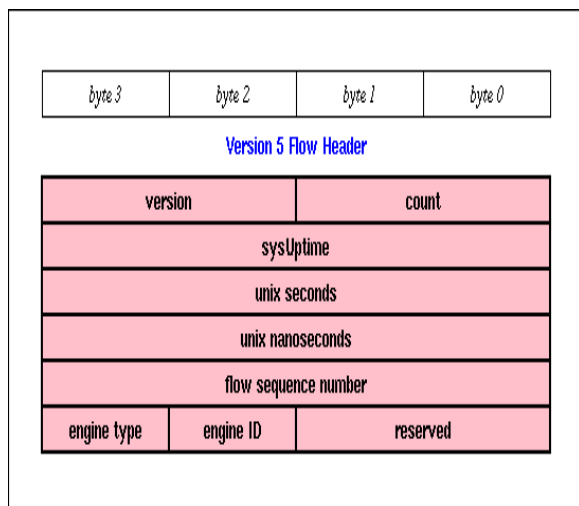 byte 3 byte 2 byte 1 byte 0
Version 5 Flow Header
version count
sysUptime
unix seconds
unix nanoseconds
flow sequence number
engine type engine ID reserved